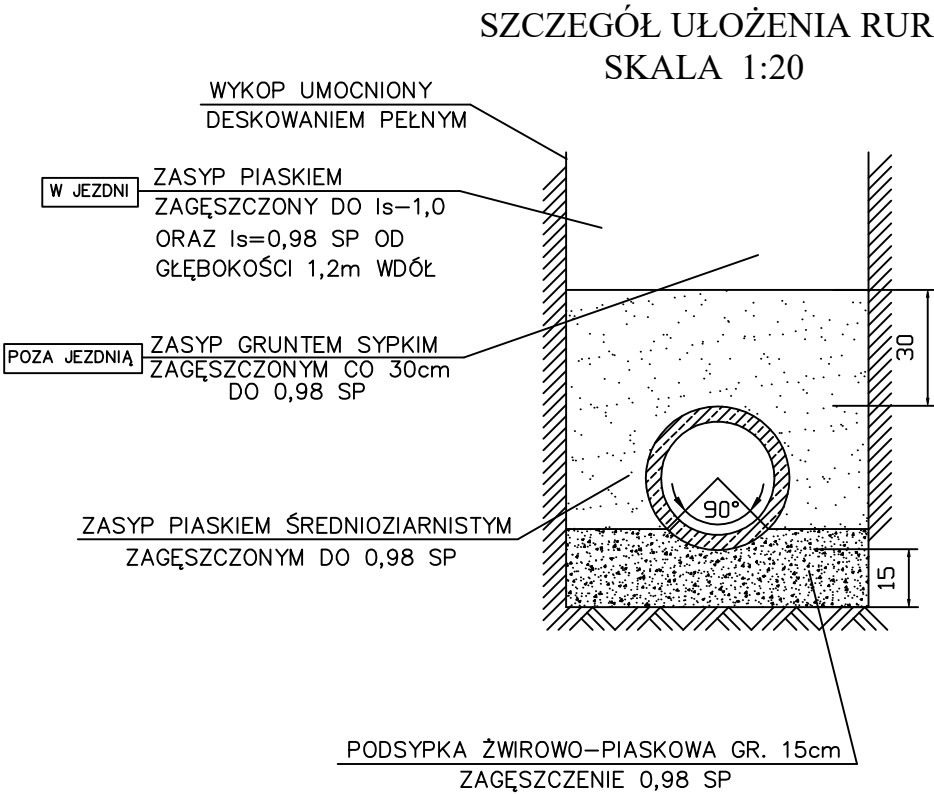 SZCZEGÓŁ UŁOŻENIA RUR
SKALA 1:20
WYKOP UMOCNIONY
DESKOWANIEM PEŁNYM
W JEZDNI
ZASYP PIASKIEM
ZAGĘSZCZONY DO Is-1,0
ORAZ Is=0,98 SP OD
GŁĘBOKOŚCI 1,2m WDÓŁ
POZA JEZDNIĄ
ZASYP GRUNTEM SYPKIM
ZAGĘSZCZONYM CO 30cm
DO 0,98 SP
30
90°
ZASYP PIASKIEM ŚREDNIOZIARNISTYM
ZAGĘSZCZONYM DO 0,98 SP
15
PODSYPKA ŻWIROWO-PIASKOWA GR. 15cm
ZAGĘSZCZENIE 0,98 SP